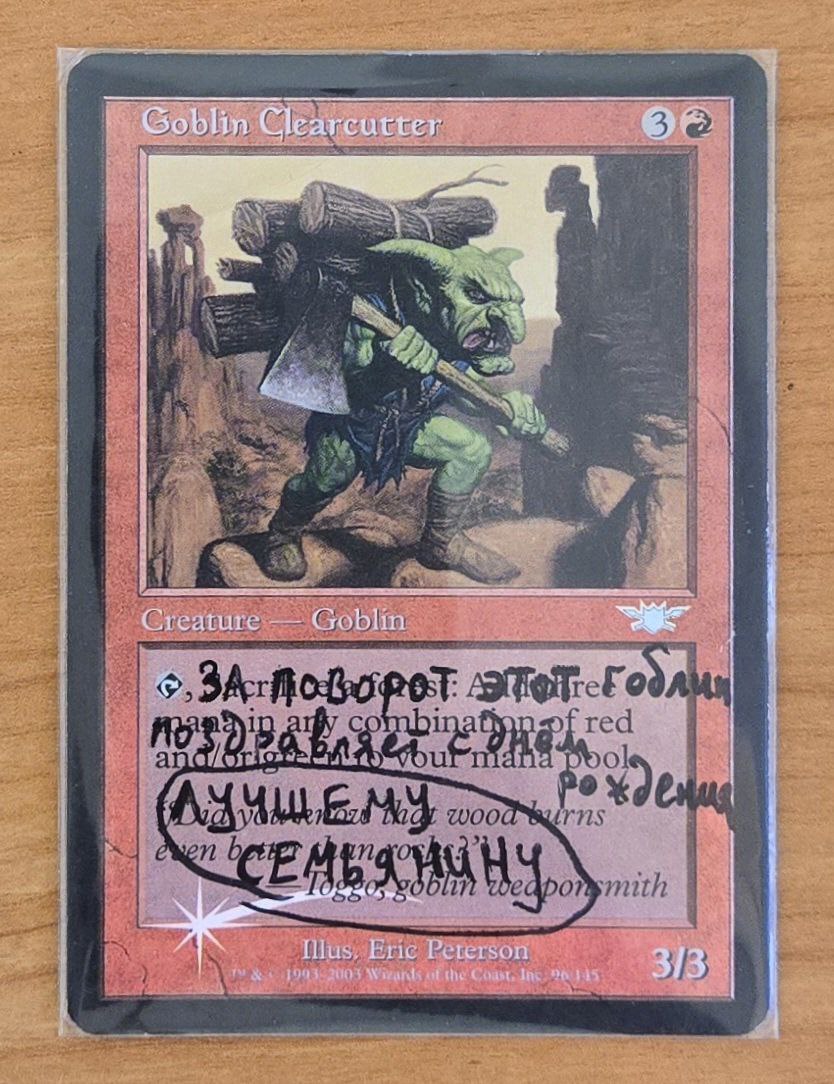 Goblin Clearcutter 3
Creature — Goblin
, Sacrifice a forest: Add three
mana in any combination of red
and/or green to your mana pool.
"Did you know that wood burns
even better than rocks?"
—Toggo, goblin weaponsmith
ЗА ПОВОРОТ ЭТОТ гоблин
поздравляет с днём
рождения
ЛУЧШЕМУ
СЕМЬЯНИНУ
Illus. Eric Peterson
™ & © 1993-2003 Wizards of the Coast, Inc. 96/145
3/3